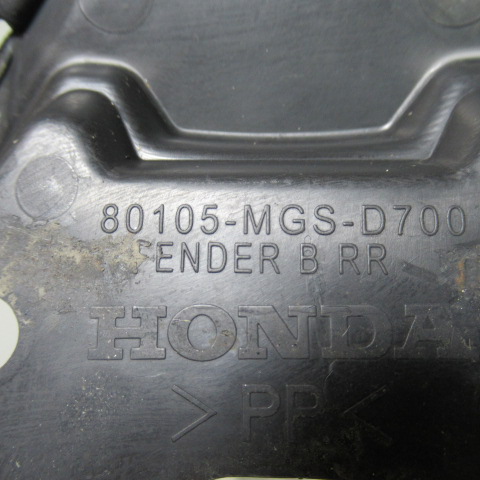 80105-MGS-D700
FENDER B RR
HONDA
>PP<